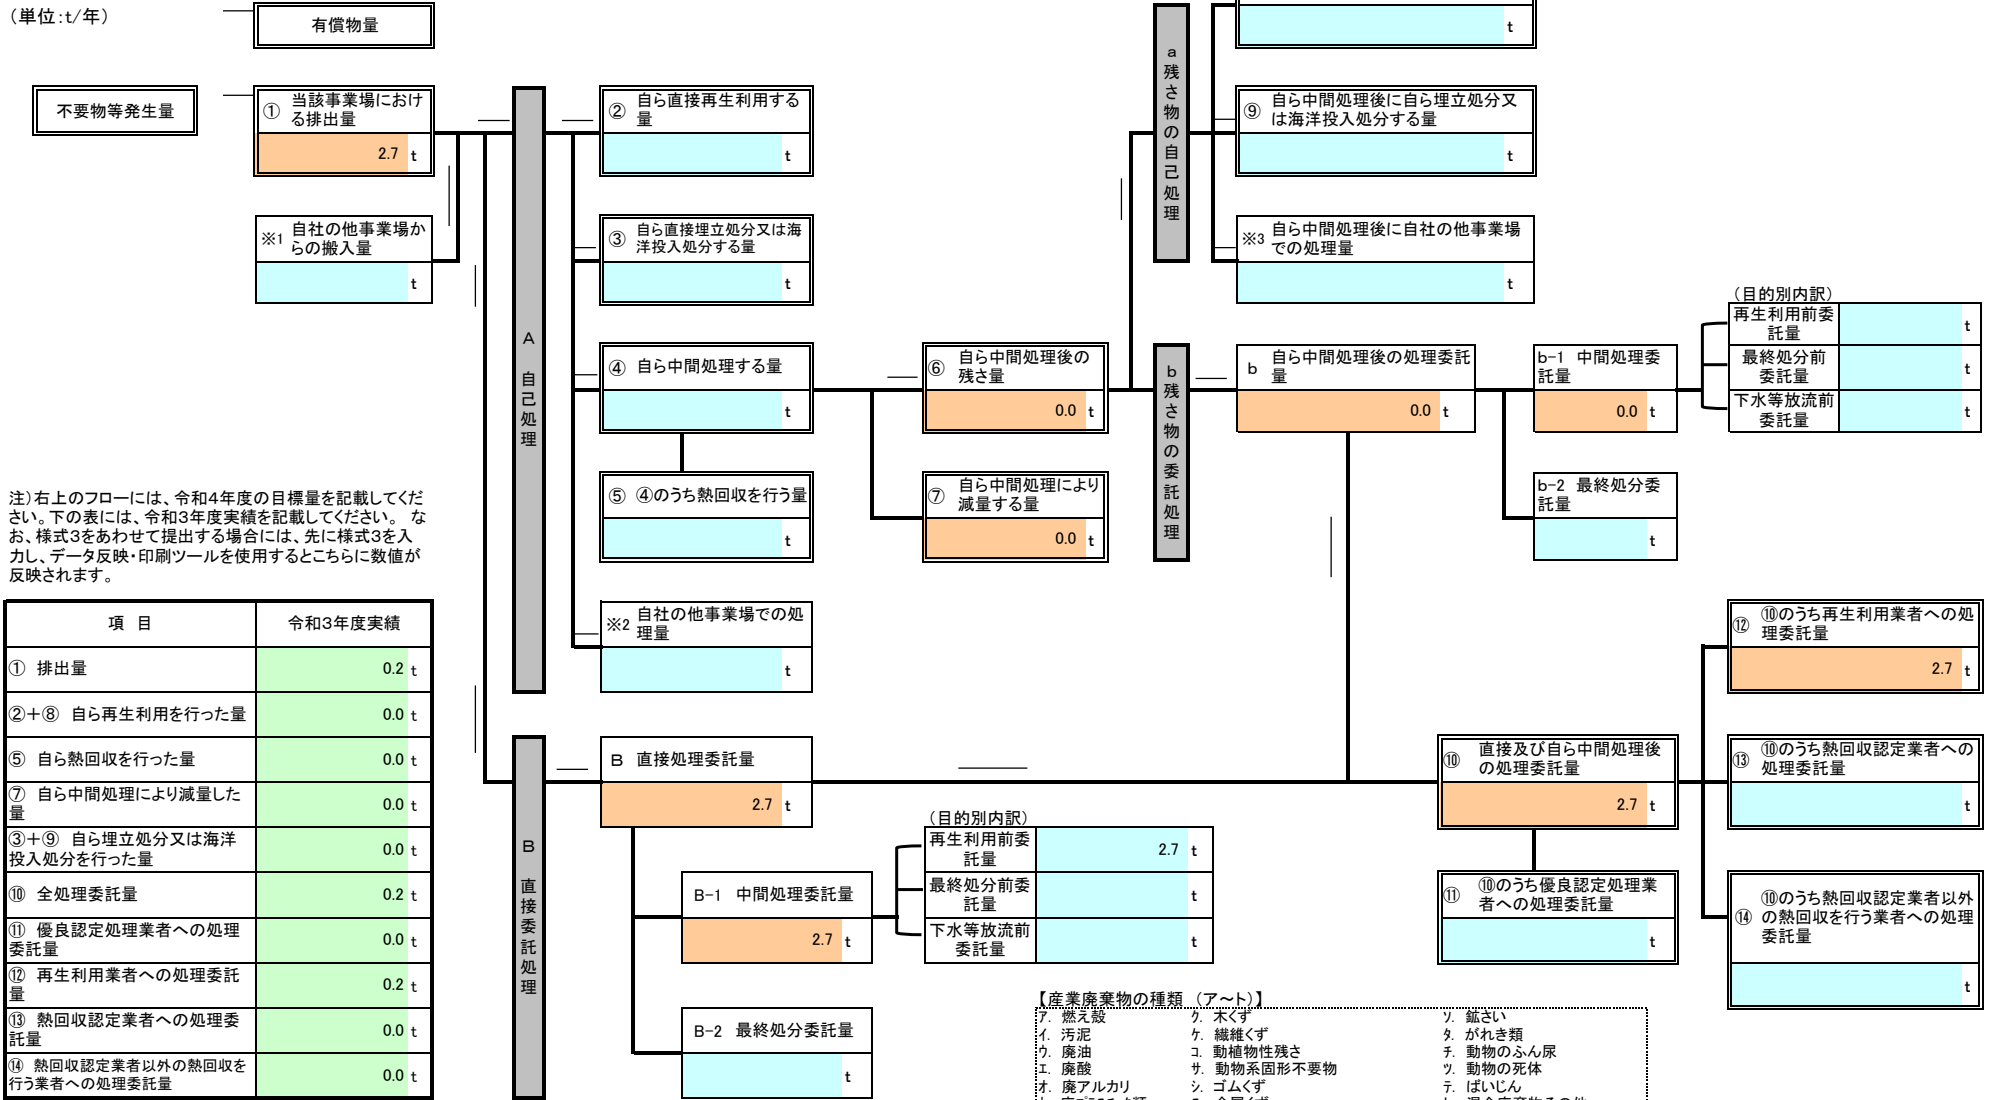 （単位:t/年）
有償物量
t
不要物等発生量
① 当該事業場におけ
る排出量
2.7 t
※1 自社の他事業場か
らの搬入量
t
A 自己処理
② 自ら直接再生利用する
量
t
③ 自ら直接埋立処分又は海
洋投入処分する量
t
④ 自ら中間処理する量
t
⑤ ④のうち熱回収を行う量
t
※2 自社の他事業場での処
理量
t
⑥ 自ら中間処理後の
残さ量
0.0 t
⑦ 自ら中間処理により
減量する量
0.0 t
a 残さ物の自己処理
⑨ 自ら中間処理後に自ら埋立処分又
は海洋投入処分する量
t
※3 自ら中間処理後に自社の他事業場
での処理量
t
b 残さ物の委託処理
b 自ら中間処理後の処理委託
量
0.0 t
b-1 中間処理委
託量
0.0 t
b-2 最終処分委
託量
t
（目的別内訳）
再生利用前委
託量
t
最終処分前
委託量
t
下水等放流前
委託量
t
注）右上のフローには、令和4年度の目標量を記載してくだ
さい。下の表には、令和3年度実績を記載してください。 な
お、様式3をあわせて提出する場合には、先に様式3を入
力し、データ反映・印刷ツールを使用するとこちらに数値が
反映されます。
項 目 令和3年度実績
① 排出量 0.2 t
②＋⑧ 自ら再生利用を行った量 0.0 t
⑤ 自ら熱回収を行った量 0.0 t
⑦ 自ら中間処理により減量した
量 0.0 t
③＋⑨ 自ら埋立処分又は海洋
投入処分を行った量 0.0 t
⑩ 全処理委託量 0.2 t
⑪ 優良認定処理業者への処理
委託量 0.0 t
⑫ 再生利用業者への処理委託
量 0.2 t
⑬ 熱回収認定業者への処理委
託量 0.0 t
⑭ 熱回収認定業者以外の熱回収を
行う業者への処理委託量 0.0 t
B 直接委託処理
B 直接処理委託量
2.7 t
B-1 中間処理委託量
2.7 t
B-2 最終処分委託量
t
（目的別内訳）
再生利用前委
託量
2.7 t
最終処分前委
託量
t
下水等放流前
委託量
t
⑩ 直接及び自ら中間処理後
の処理委託量
2.7 t
⑪ ⑩のうち優良認定処理業
者への処理委託量
t
⑫ ⑩のうち再生利用業者への処
理委託量
2.7 t
⑬ ⑩のうち熱回収認定業者への
処理委託量
t
⑭ ⑩のうち熱回収認定業者以外
の熱回収を行う業者への処理
委託量
t
【産業廃棄物の種類 （ア～ト）】
ア. 燃え殻 ク. 木くず ソ. 鉱さい
イ. 汚泥 ケ. 繊維くず タ. がれき類
ウ. 廃油 コ. 動植物性残さ チ. 動物のふん尿
エ. 廃酸 サ. 動物系固形不要物 ツ. 動物の死体
オ. 廃アルカリ シ. ゴムくず テ. ばいじん